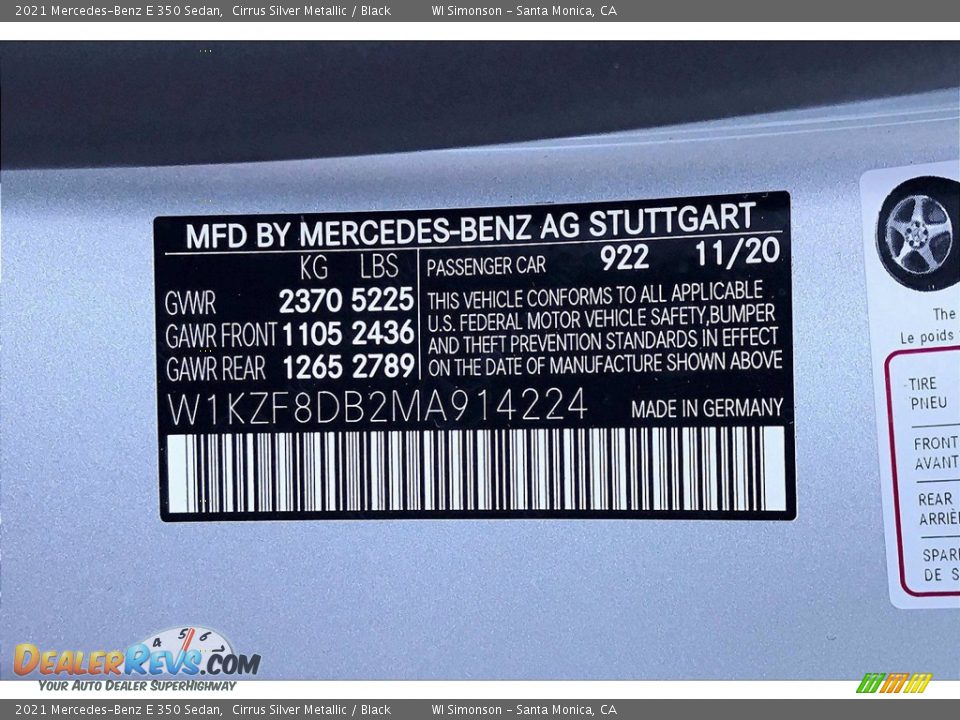 2021 Mercedes-Benz E 350 Sedan,  Cirrus Silver Metallic / Black  WI Simonson - Santa Monica, CA
MFD BY MERCEDES-BENZ AG STUTTGART
KG LBS
GVWR 2370 5225
GAWR FRONT 1105 2436
GAWR REAR 1265 2789
PASSENGER CAR 922 11/20
THIS VEHICLE CONFORMS TO ALL APPLICABLE
U.S. FEDERAL MOTOR VEHICLE SAFETY,BUMPER
AND THEFT PREVENTION STANDARDS IN EFFECT
ON THE DATE OF MANUFACTURE SHOWN ABOVE
W1KZF8DB2MA914224 MADE IN GERMANY
The
Le poids
TIRE
PNEU
FRONT
AVANT
REAR
DE
4 5 6
DEALERREVS.COM
YOUR AUTO DEALER SUPERHIGHWAY
2021 Mercedes-Benz E 350 Sedan,  Cirrus Silver Metallic / Black  WI Simonson - Santa Monica, CA